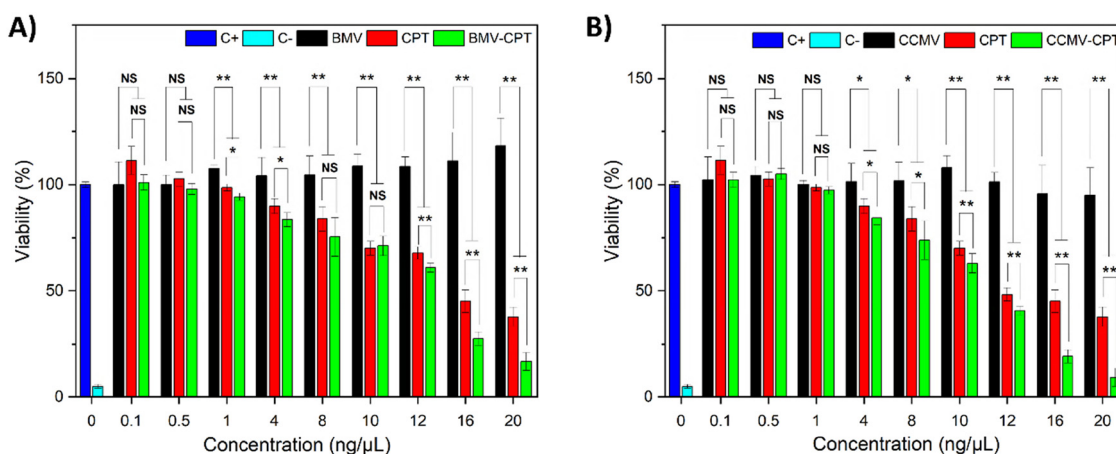 A)
C+ C- BMV CPT BMV-CPT
Viability (%)
150
100
50
0
NS NS ** ** ** ** ** ** **
NS NS * * NS NS ** ** **
0 0.1 0.5 1 4 8 10 12 16 20
Concentration (ng/µL)
B)
C+ C- CCMV CPT CCMV-CPT
Viability (%)
150
100
50
0
NS NS NS * * ** ** ** **
NS NS NS * * ** ** ** **
0 0.1 0.5 1 4 8 10 12 16 20
Concentration (ng/µL)